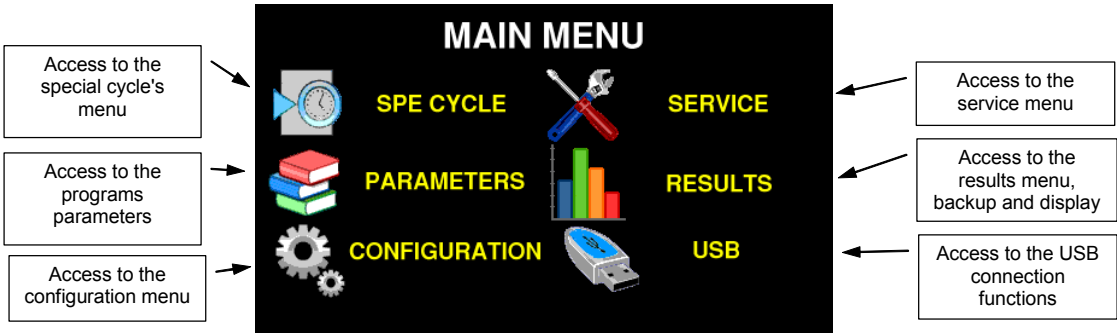 MAIN MENU
Access to the
special cycle's
menu
SPE CYCLE
SERVICE
Access to the
service menu
Access to the
programs
parameters
PARAMETERS
RESULTS
Access to the
results menu,
backup and display
Access to the
configuration menu
CONFIGURATION
USB
Access to the USB
connection
functions